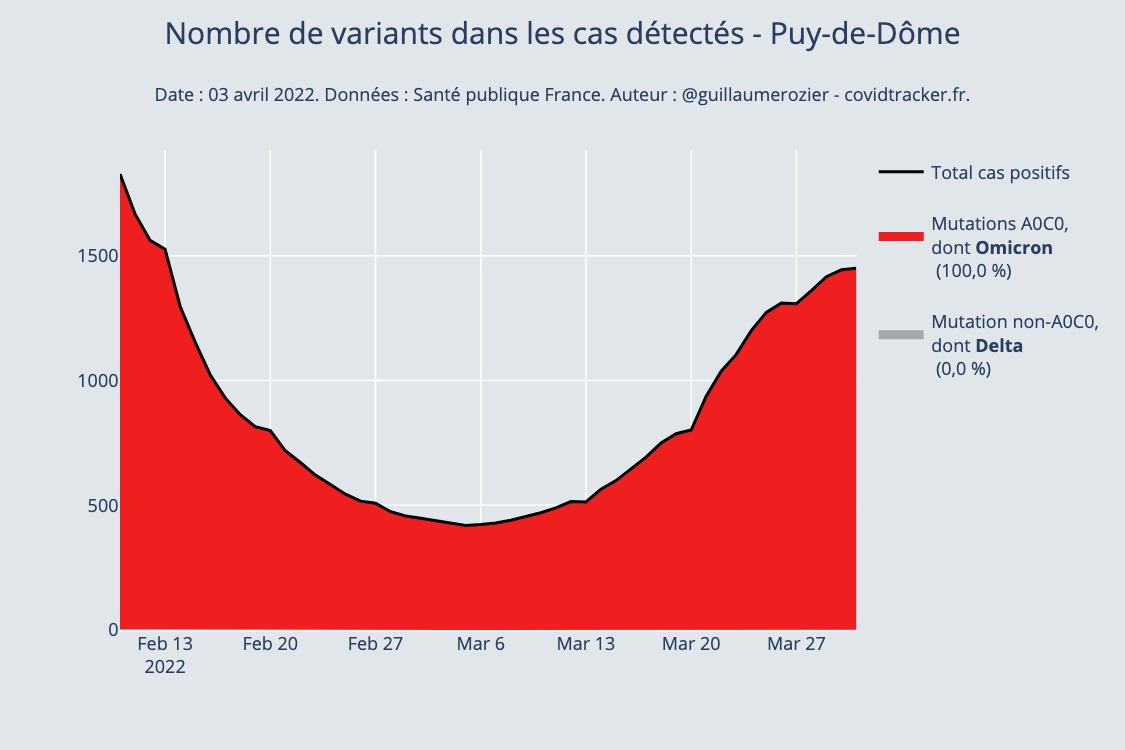 Nombre de variants dans les cas détectés - Puy-de-Dôme
Date : 03 avril 2022. Données : Santé publique France. Auteur : @guillaumerozier - covidtracker.fr.
Total cas positifs
Mutations A0C0,
dont Omicron
(100,0 %)
Mutation non-A0C0,
dont Delta
(0,0 %)
1500
1000
500
0
Feb 13 Feb 20 Feb 27 Mar 6 Mar 13 Mar 20 Mar 27
2022